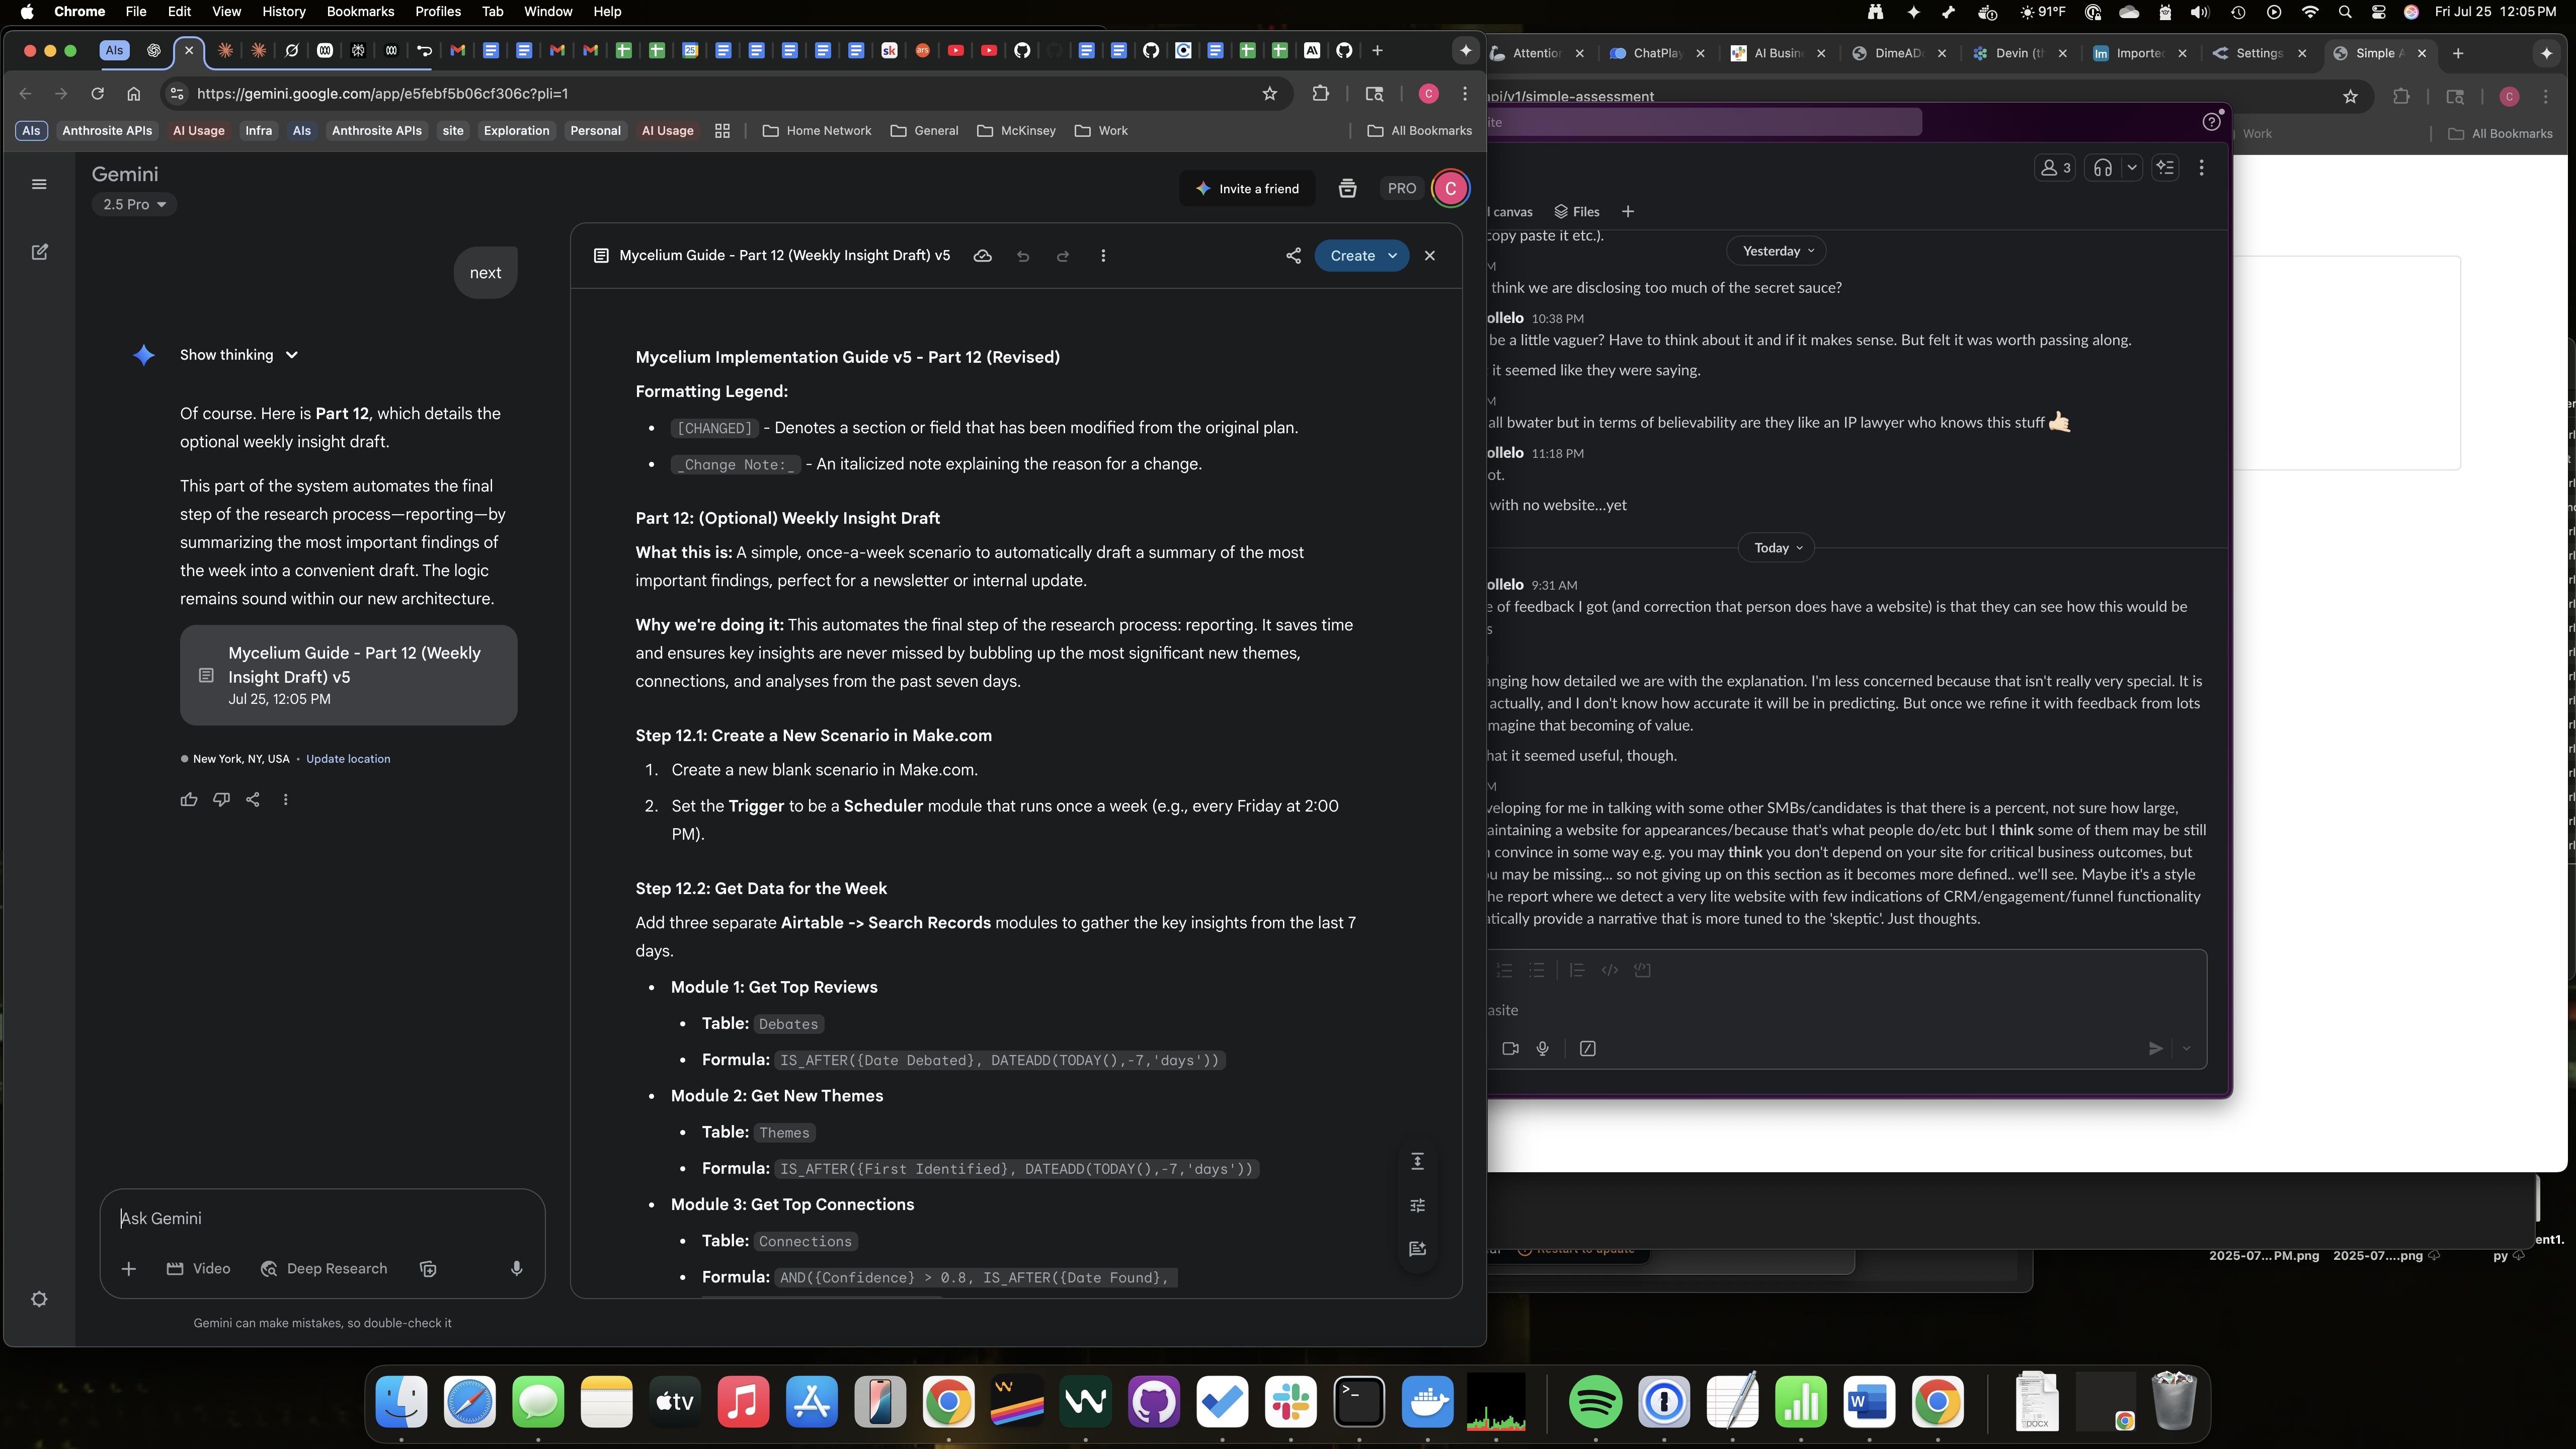 Chrome File Edit View History Bookmarks Profiles Tab Window Help
91°F Fri Jul 25 12:05 PM
AIs
Attention ChatPlay AI Busin DimeAD Devin (th Imported Settings Simple A
https://gemini.google.com/app/e5febf5b06cf306c?pli=1
api/v1/simple-assessment
AIs Anthrosite APIs AI Usage Infra AIs Anthrosite APIs site Exploration Personal AI Usage Home Network General McKinsey Work All Bookmarks
Work All Bookmarks
Gemini
2.5 Pro
Invite a friend
PRO
C
next
Show thinking
Of course. Here is Part 12, which details the
optional weekly insight draft.
This part of the system automates the final
step of the research process—reporting—by
summarizing the most important findings of
the week into a convenient draft. The logic
remains sound within our new architecture.
Mycelium Guide - Part 12 (Weekly
Insight Draft) v5
Jul 25, 12:05 PM
New York, NY, USA • Update location
Ask Gemini
Video Deep Research
Gemini can make mistakes, so double-check it
Mycelium Guide - Part 12 (Weekly Insight Draft) v5
Create
Mycelium Implementation Guide v5 - Part 12 (Revised)
Formatting Legend:
• [CHANGED] - Denotes a section or field that has been modified from the original plan.
• _Change Note:_ - An italicized note explaining the reason for a change.
Part 12: (Optional) Weekly Insight Draft
What this is: A simple, once-a-week scenario to automatically draft a summary of the most
important findings, perfect for a newsletter or internal update.
Why we're doing it: This automates the final step of the research process: reporting. It saves time
and ensures key insights are never missed by bubbling up the most significant new themes,
connections, and analyses from the past seven days.
Step 12.1: Create a New Scenario in Make.com
1. Create a new blank scenario in Make.com.
2. Set the Trigger to be a Scheduler module that runs once a week (e.g., every Friday at 2:00
PM).
Step 12.2: Get Data for the Week
Add three separate Airtable -> Search Records modules to gather the key insights from the last 7
days.
• Module 1: Get Top Reviews
• Table: Debates
• Formula: IS_AFTER({Date Debated}, DATEADD(TODAY(),-7,'days'))
• Module 2: Get New Themes
• Table: Themes
• Formula: IS_AFTER({First Identified}, DATEADD(TODAY(),-7,'days'))
• Module 3: Get Top Connections
• Table: Connections
• Formula: AND({Confidence} > 0.8, IS_AFTER({Date Found},
ite
3
canvas Files
copy paste it etc.).
Yesterday
think we are disclosing too much of the secret sauce?
ollelo 10:38 PM
be a little vaguer? Have to think about it and if it makes sense. But felt it was worth passing along.
it seemed like they were saying.
all bwater but in terms of believability are they like an IP lawyer who knows this stuff
ollelo 11:18 PM
ot.
with no website...yet
Today
ollelo 9:31 AM
e of feedback I got (and correction that person does have a website) is that they can see how this would be
s
anging how detailed we are with the explanation. I'm less concerned because that isn't really very special. It is
actually, and I don't know how accurate it will be in predicting. But once we refine it with feedback from lots
magine that becoming of value.
hat it seemed useful, though.
veloping for me in talking with some other SMBs/candidates is that there is a percent, not sure how large,
aintaining a website for appearances/because that's what people do/etc but I think some of them may be still
convince in some way e.g. you may think you don't depend on your site for critical business outcomes, but
u may be missing... so not giving up on this section as it becomes more defined.. we'll see. Maybe it's a style
he report where we detect a very lite website with few indications of CRM/engagement/funnel functionality
atically provide a narrative that is more tuned to the 'skeptic'. Just thoughts.
asite
Restart to update
2025-07...PM.png 2025-07....png ent1.
py
tv
DOCX